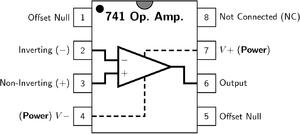 741 Op. Amp.
Offset Null 1
8 Not Connected (NC)
Inverting (−) 2
7 V+ (Power)
Non-Inverting (+) 3
6 Output
(Power) V− 4
5 Offset Null
−
+